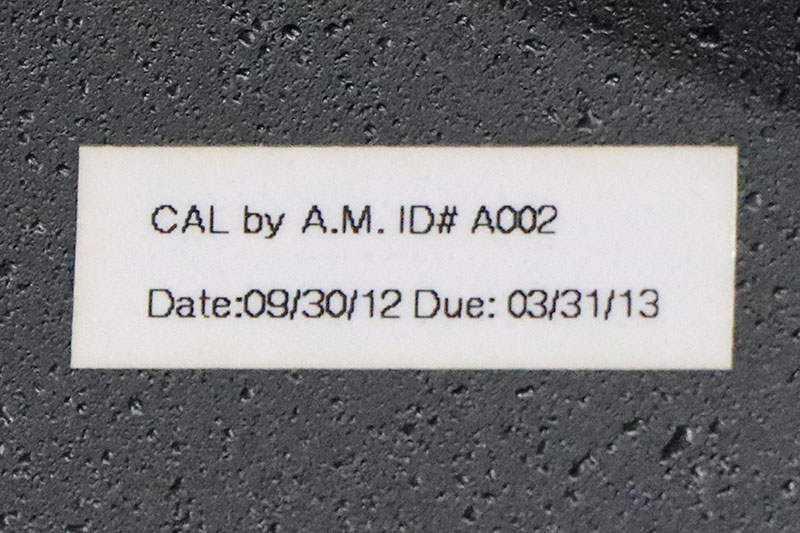 CAL by A.M. ID# A002
Date:09/30/12 Due: 03/31/13